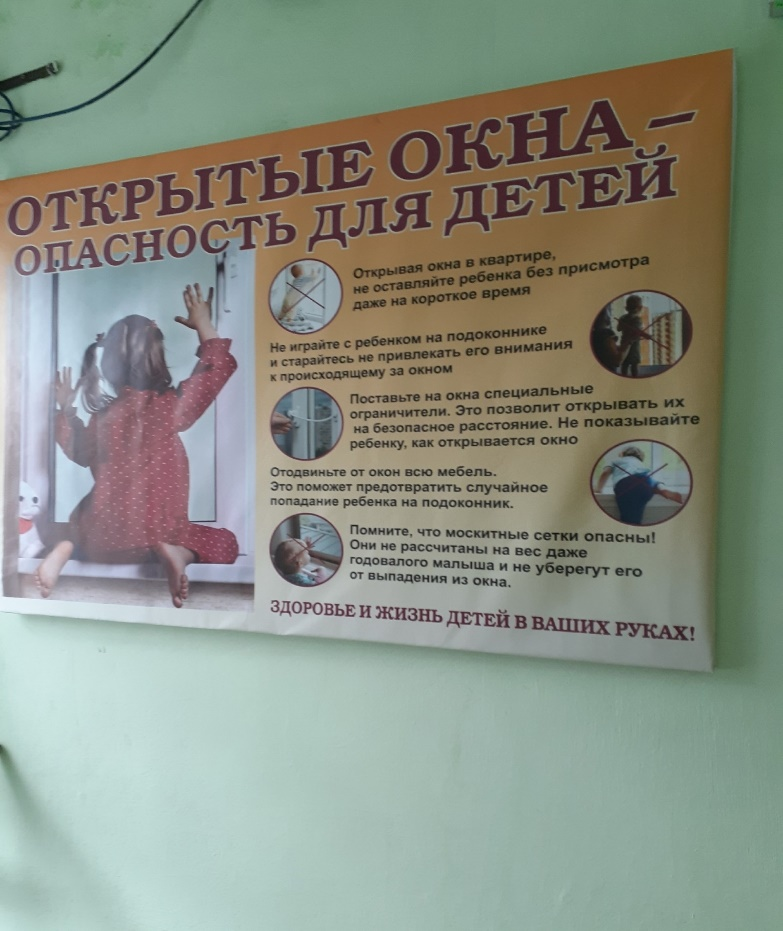 ОТКРЫТЫЕ ОКНА –
ОПАСНОСТЬ ДЛЯ ДЕТЕЙ
Открывая окна в квартире,
не оставляйте ребенка без присмотра
даже на короткое время
Не играйте с ребенком на подоконнике
и старайтесь не привлекать его внимания
к происходящему за окном
Поставьте на окна специальные
ограничители. Это позволит открывать их
на безопасное расстояние. Не показывайте
ребенку, как открывается окно
Отодвиньте от окон всю мебель.
Это поможет предотвратить случайное
попадание ребенка на подоконник.
Помните, что москитные сетки опасны!
Они не рассчитаны на вес даже
годовалого малыша и не уберегут его
от выпадения из окна.
ЗДОРОВЬЕ И ЖИЗНЬ ДЕТЕЙ В ВАШИХ РУКАХ!